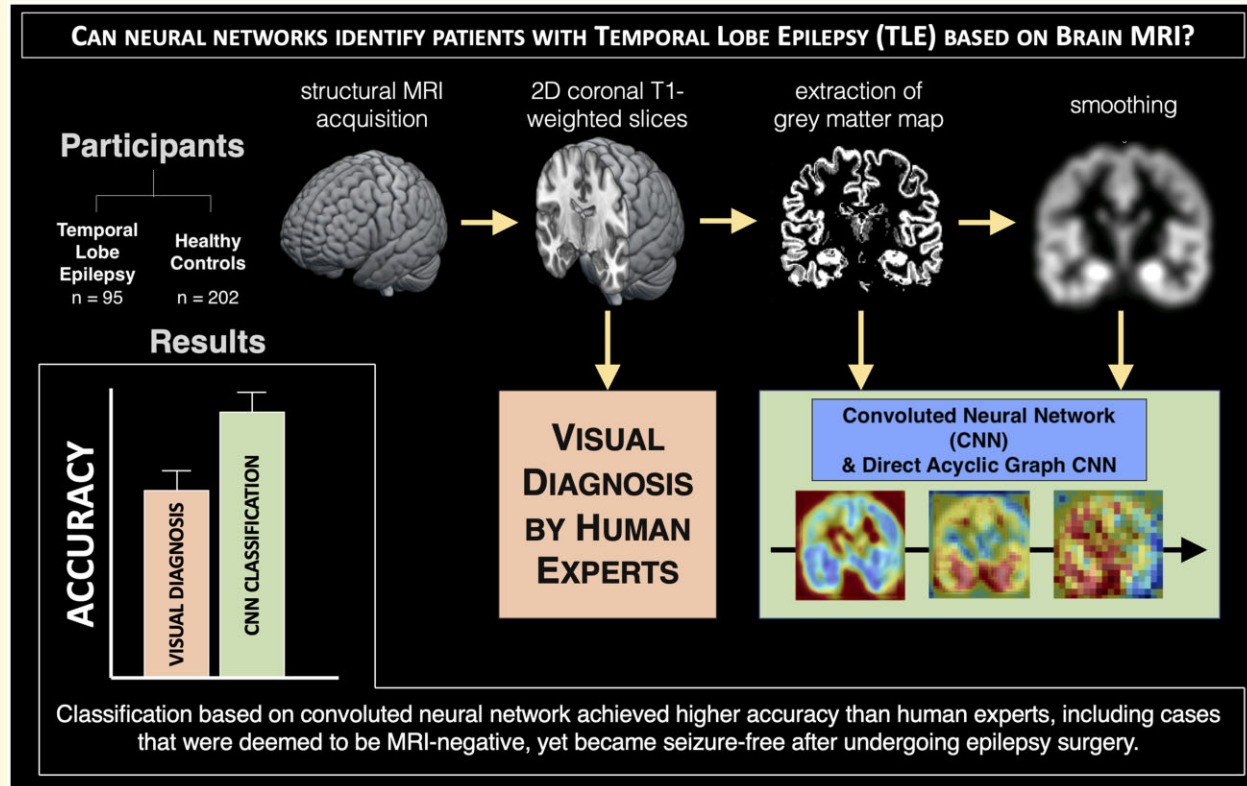 CAN NEURAL NETWORKS IDENTIFY PATIENTS WITH TEMPORAL LOBE EPILEPSY (TLE) BASED ON BRAIN MRI?
Participants
Temporal
Lobe
Epilepsy
n = 95
Healthy
Controls
n = 202
structural MRI
acquisition
2D coronal T1-
weighted slices
extraction of
grey matter map
smoothing
Results
ACCURACY
VISUAL DIAGNOSIS
CNN CLASSIFICATION
VISUAL
DIAGNOSIS
BY HUMAN
EXPERTS
Convoluted Neural Network
(CNN)
& Direct Acyclic Graph CNN
Classification based on convoluted neural network achieved higher accuracy than human experts, including cases
that were deemed to be MRI-negative, yet became seizure-free after undergoing epilepsy surgery.